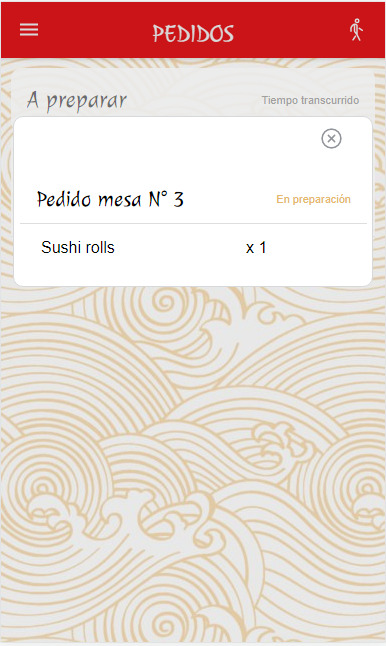 PEDIDOS
A preparar Tiempo transcurrido
Pedido mesa N° 3 En preparación
Sushi rolls x 1